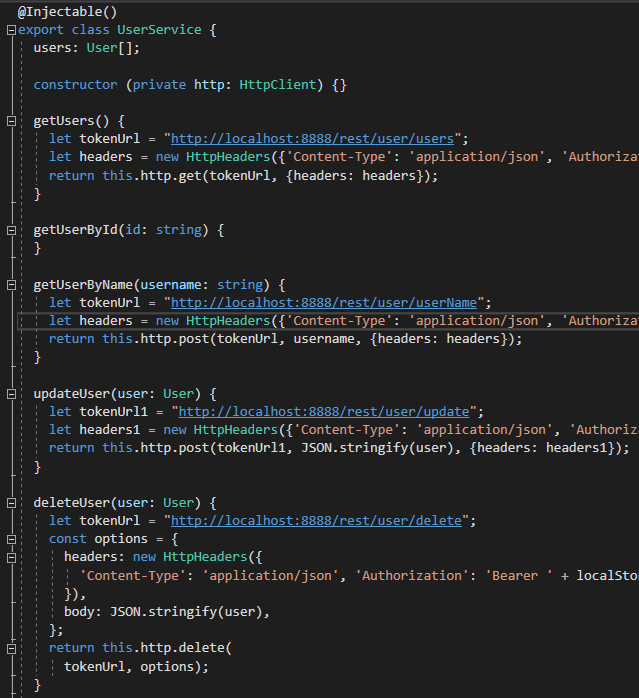 @Injectable()
export class UserService {
users: User[];
constructor (private http: HttpClient) {}
getUsers() {
let tokenUrl = "http://localhost:8888/rest/user/users";
let headers = new HttpHeaders({'Content-Type': 'application/json', 'Authoriza
return this.http.get(tokenUrl, {headers: headers});
}
getUserById(id: string) {
}
getUserByName(username: string) {
let tokenUrl = "http://localhost:8888/rest/user/userName";
let headers = new HttpHeaders({'Content-Type': 'application/json', 'Authoriza
return this.http.post(tokenUrl, username, {headers: headers});
}
updateUser(user: User) {
let tokenUrl1 = "http://localhost:8888/rest/user/update";
let headers1 = new HttpHeaders({'Content-Type': 'application/json', 'Authoriz
return this.http.post(tokenUrl1, JSON.stringify(user), {headers: headers1});
}
deleteUser(user: User) {
let tokenUrl = "http://localhost:8888/rest/user/delete";
const options = {
headers: new HttpHeaders({
'Content-Type': 'application/json', 'Authorization': 'Bearer ' + localSto
}),
body: JSON.stringify(user),
};
return this.http.delete(
tokenUrl, options);
}